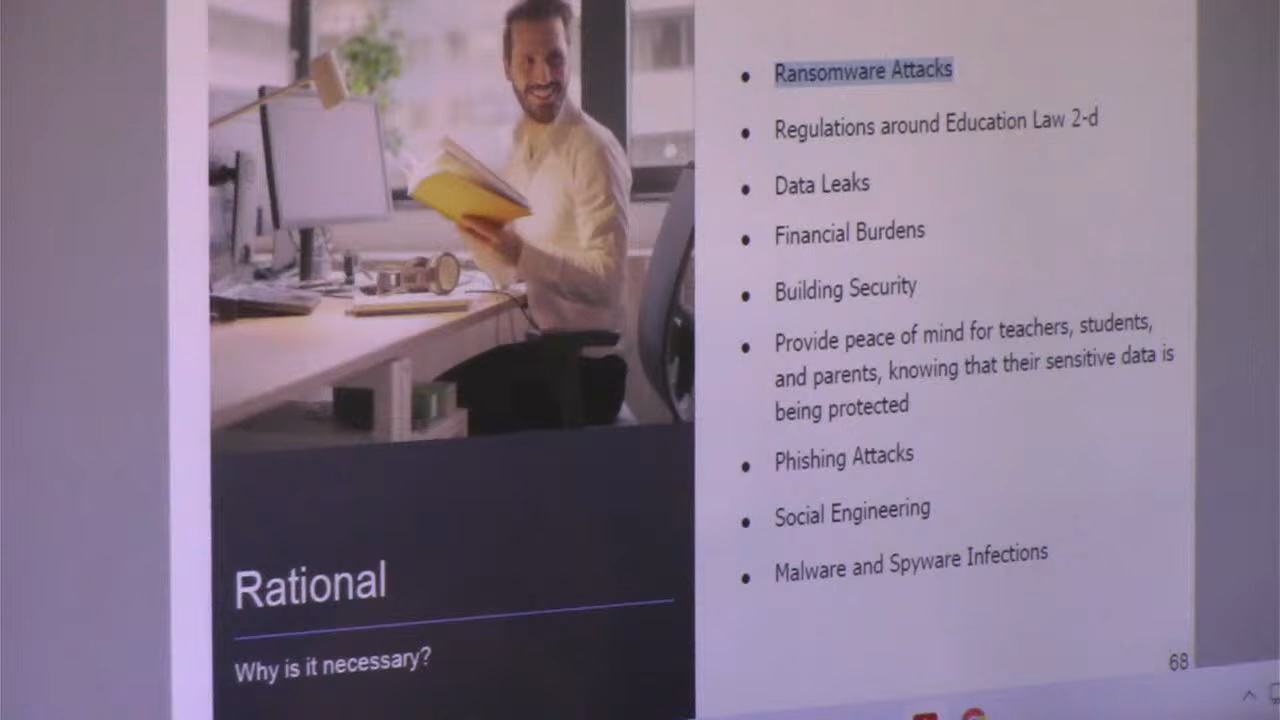 Ransomware Attacks
Regulations around Education Law 2-d
Data Leaks
Financial Burdens
Building Security
Provide peace of mind for teachers, students,
and parents, knowing that their sensitive data is
being protected
Phishing Attacks
Social Engineering
Malware and Spyware Infections
Rational
Why is it necessary?
68